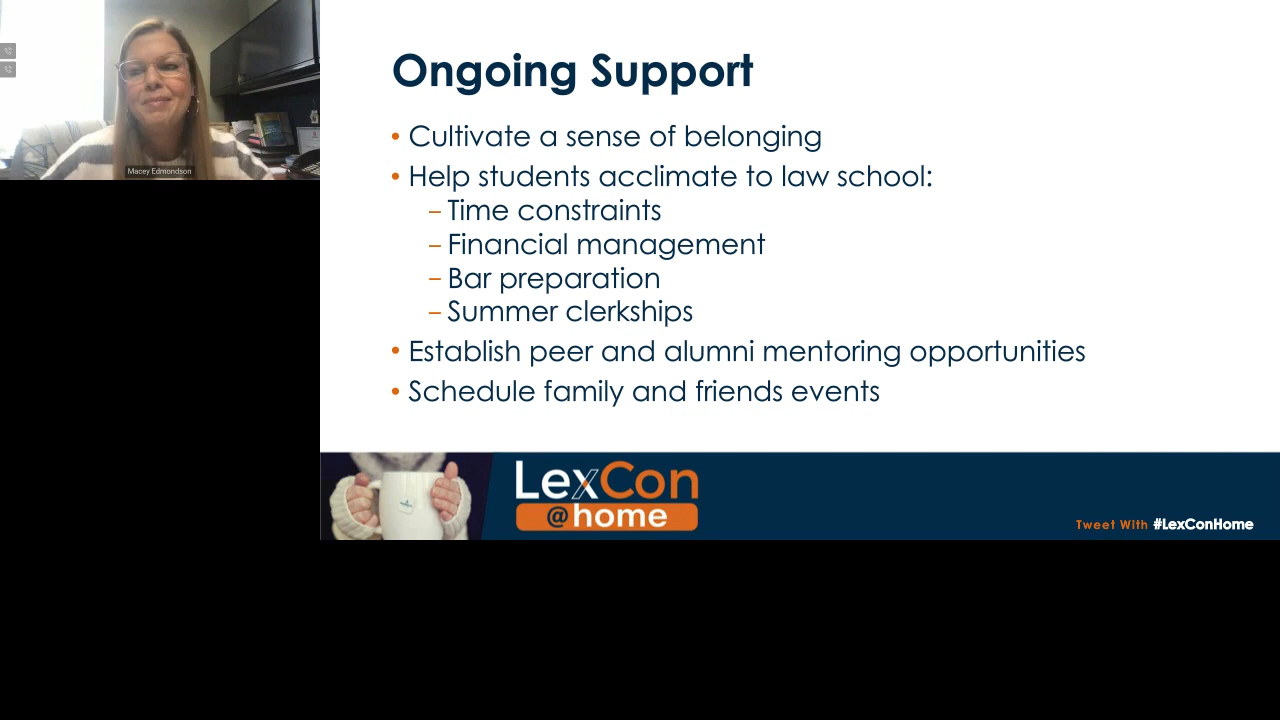 Macey Edmondson
Ongoing Support
• Cultivate a sense of belonging
• Help students acclimate to law school:
– Time constraints
– Financial management
– Bar preparation
– Summer clerkships
• Establish peer and alumni mentoring opportunities
• Schedule family and friends events
LexCon
@home
Tweet With #LexConHome